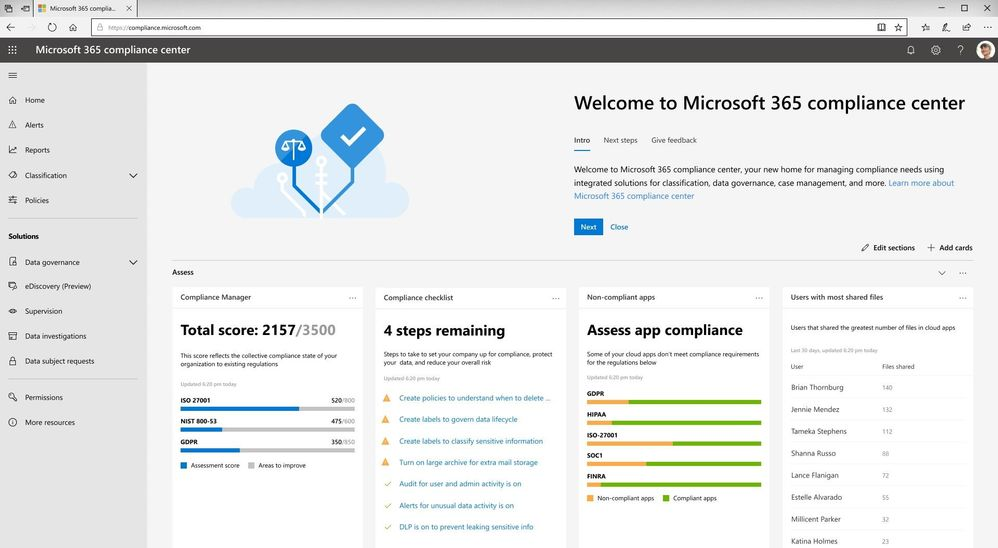 Microsoft 365 complia...
https://compliance.microsoft.com
Microsoft 365 compliance center
Home
Alerts
Reports
Classification
Policies
Solutions
Data governance
eDiscovery (Preview)
Supervision
Data investigations
Data subject requests
Permissions
More resources
Welcome to Microsoft 365 compliance center
Intro Next steps Give feedback
Welcome to Microsoft 365 compliance center, your new home for managing compliance needs using
integrated solutions for classification, data governance, case management, and more. Learn more about
Microsoft 365 compliance center
Next Close
Edit sections Add cards
Assess
Compliance Manager
Total score: 2157/3500
This score reflects the collective compliance state of your
organization to existing regulations
Updated 6:20 pm today
ISO 27001 520/800
NIST 800-53 475/600
GDPR 350/850
Assessment score Areas to improve
Compliance checklist
4 steps remaining
Steps to take to set your company up for compliance, protect
your data, and reduce your overall risk
Updated 6:20 pm today
Create policies to understand when to delete ...
Create labels to govern data lifecycle
Create labels to classify sensitive information
Turn on large archive for extra mail storage
Audit for user and admin activity is on
Alerts for unusual data activity is on
DLP is on to prevent leaking sensitive info
Non-compliant apps
Assess app compliance
Some of your cloud apps don't meet compliance requirements
for the regulations below
Updated 6:20 pm today
GDPR
HIPAA
ISO-27001
SOC1
FINRA
Non-compliant apps Compliant apps
Users with most shared files
Users that shared the greatest number of files in cloud apps
Last 30 days, updated 6:20 pm today
User Files shared
Brian Thornburg 140
Jennie Mendez 132
Tameka Stephens 112
Shanna Russo 88
Lance Flanigan 72
Estelle Alvarado 55
Millicent Parker 32
Katina Holmes 23